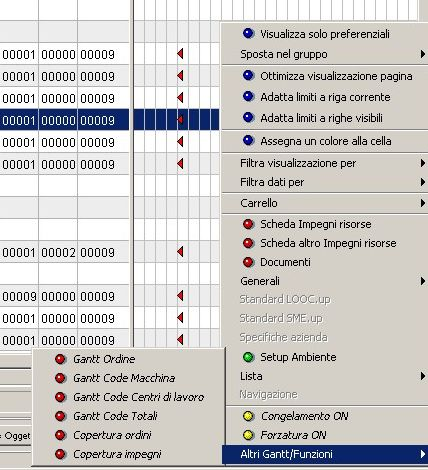 Visualizza solo preferenziali
00001 00000 00009
Sposta nel gruppo
00001 00000 00009
Ottimizza visualizzazione pagina
00001 00000 00009
Adatta limiti a riga corrente
00001 00000 00009
Adatta limiti a righe visibili
00001 00000 00009
Assegna un colore alla cella
00001 00000 00009
Filtra visualizzazione per
Filtra dati per
Carrello
Scheda Impegni risorse
Scheda altro Impegni risorse
00001 00002 00009
Documenti
Generali
00009 00000 00009
Standard LOOC.up
00001 00000 00009
Standard SME.up
00001 00000 00009
Specifiche azienda
Setup Ambiente
Lista
Navigazione
Congelamento ON
Forzatura ON
Altri Gantt/Funzioni
Gantt Ordine
Gantt Code Macchina
Gantt Code Centri di lavoro
Gantt Code Totali
Copertura ordini
Copertura impegni
Ogget